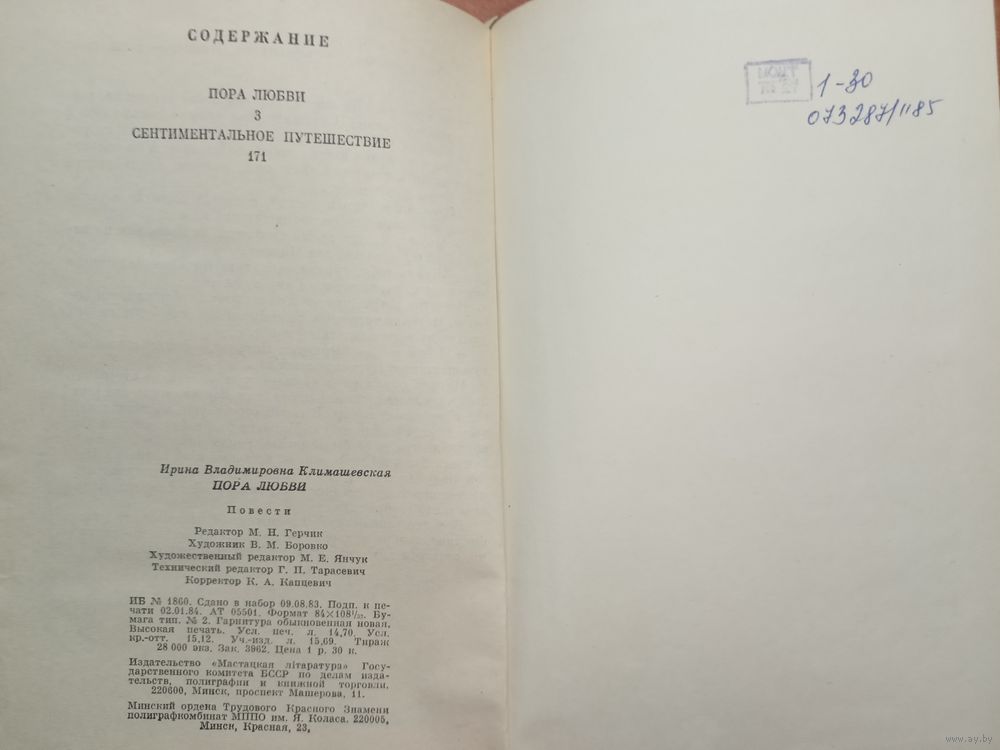 СОДЕРЖАНИЕ
ПОРА ЛЮБВИ
3
СЕНТИМЕНТАЛЬНОЕ ПУТЕШЕСТВИЕ
171
Ирина Владимировна Климашевская
ПОРА ЛЮБВИ
Повести
Редактор М. Н. Герчик
Художник В. М. Боровко
Художественный редактор М. Е. Янчук
Технический редактор Г. П. Тарасевич
Корректор К. А. Капцевич
ИБ № 1860. Сдано в набор 09.08.83. Подп. к пе-
чати 02.01.84. АТ 05501. Формат 84×108¹/₃₂. Бу-
мага тип. № 2. Гарнитура обыкновенная новая.
Высокая печать. Усл. печ. л. 14,70. Усл.
кр.-отт. 15,12. Уч.-изд. л. 15,69. Тираж
28 000 экз. Зак. 3962. Цена 1 р. 30 к.
Издательство «Мастацкая літаратура» Госу-
дарственного комитета БССР по делам изда-
тельств, полиграфии и книжной торговли.
220600, Минск, проспект Машерова, 11.
Минский ордена Трудового Красного Знамени
полиграфкомбинат МППО им. Я. Коласа. 220005,
Минск, Красная, 23.
1-30
073287/"85
www.ay.by